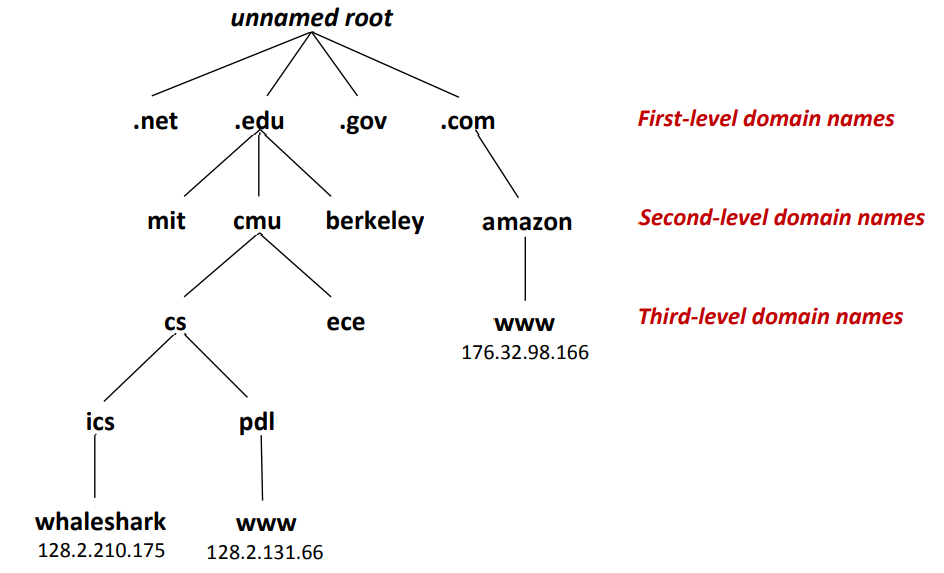 unnamed root
.net .edu .gov .com First-level domain names
mit cmu berkeley amazon Second-level domain names
cs ece www Third-level domain names
176.32.98.166
ics pdl
whaleshark www
128.2.210.175 128.2.131.66